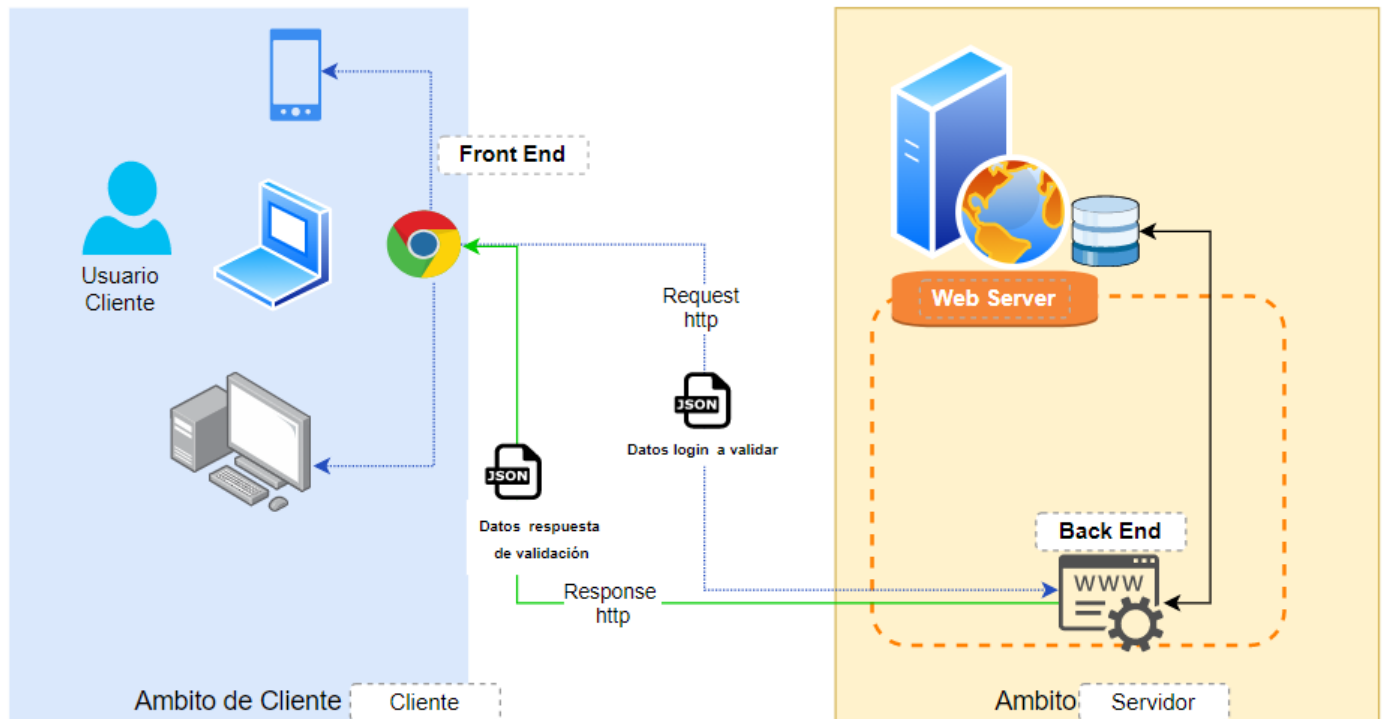 Front End
Usuario
Cliente
Web Server
Request
http
JSON
Datos login a validar
JSON
Datos respuesta
de validación
Back End
WWW
Response
http
Ambito de Cliente
Cliente
Ambito
Servidor